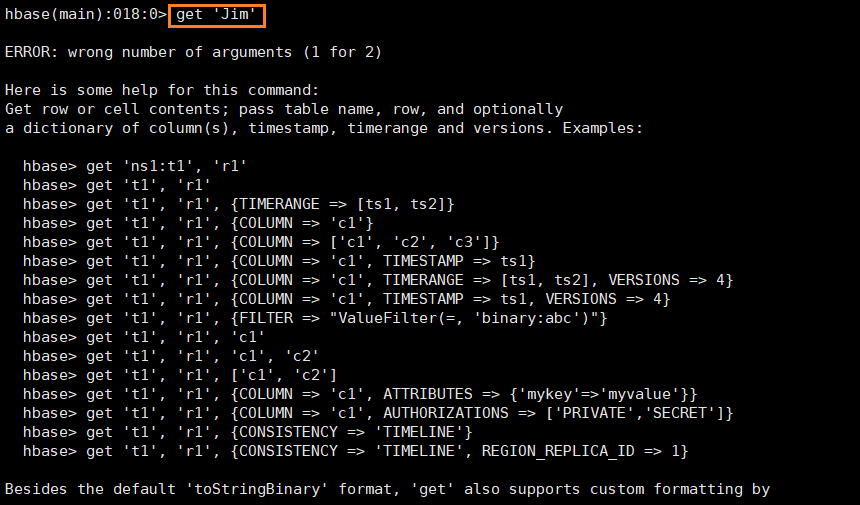 hbase(main):018:0> get 'Jim'
ERROR: wrong number of arguments (1 for 2)
Here is some help for this command:
Get row or cell contents; pass table name, row, and optionally
a dictionary of column(s), timestamp, timerange and versions. Examples:
hbase> get 'ns1:t1', 'r1'
hbase> get 't1', 'r1'
hbase> get 't1', 'r1', {TIMERANGE => [ts1, ts2]}
hbase> get 't1', 'r1', {COLUMN => 'c1'}
hbase> get 't1', 'r1', {COLUMN => ['c1', 'c2', 'c3']}
hbase> get 't1', 'r1', {COLUMN => 'c1', TIMESTAMP => ts1}
hbase> get 't1', 'r1', {COLUMN => 'c1', TIMERANGE => [ts1, ts2], VERSIONS => 4}
hbase> get 't1', 'r1', {COLUMN => 'c1', TIMESTAMP => ts1, VERSIONS => 4}
hbase> get 't1', 'r1', {FILTER => "ValueFilter(=, 'binary:abc')"}
hbase> get 't1', 'r1', 'c1'
hbase> get 't1', 'r1', 'c1', 'c2'
hbase> get 't1', 'r1', ['c1', 'c2']
hbase> get 't1', 'r1', {COLUMN => 'c1', ATTRIBUTES => {'mykey'=>'myvalue'}}
hbase> get 't1', 'r1', {COLUMN => 'c1', AUTHORIZATIONS => ['PRIVATE','SECRET']}
hbase> get 't1', 'r1', {CONSISTENCY => 'TIMELINE'}
hbase> get 't1', 'r1', {CONSISTENCY => 'TIMELINE', REGION_REPLICA_ID => 1}
Besides the default 'toStringBinary' format, 'get' also supports custom formatting by